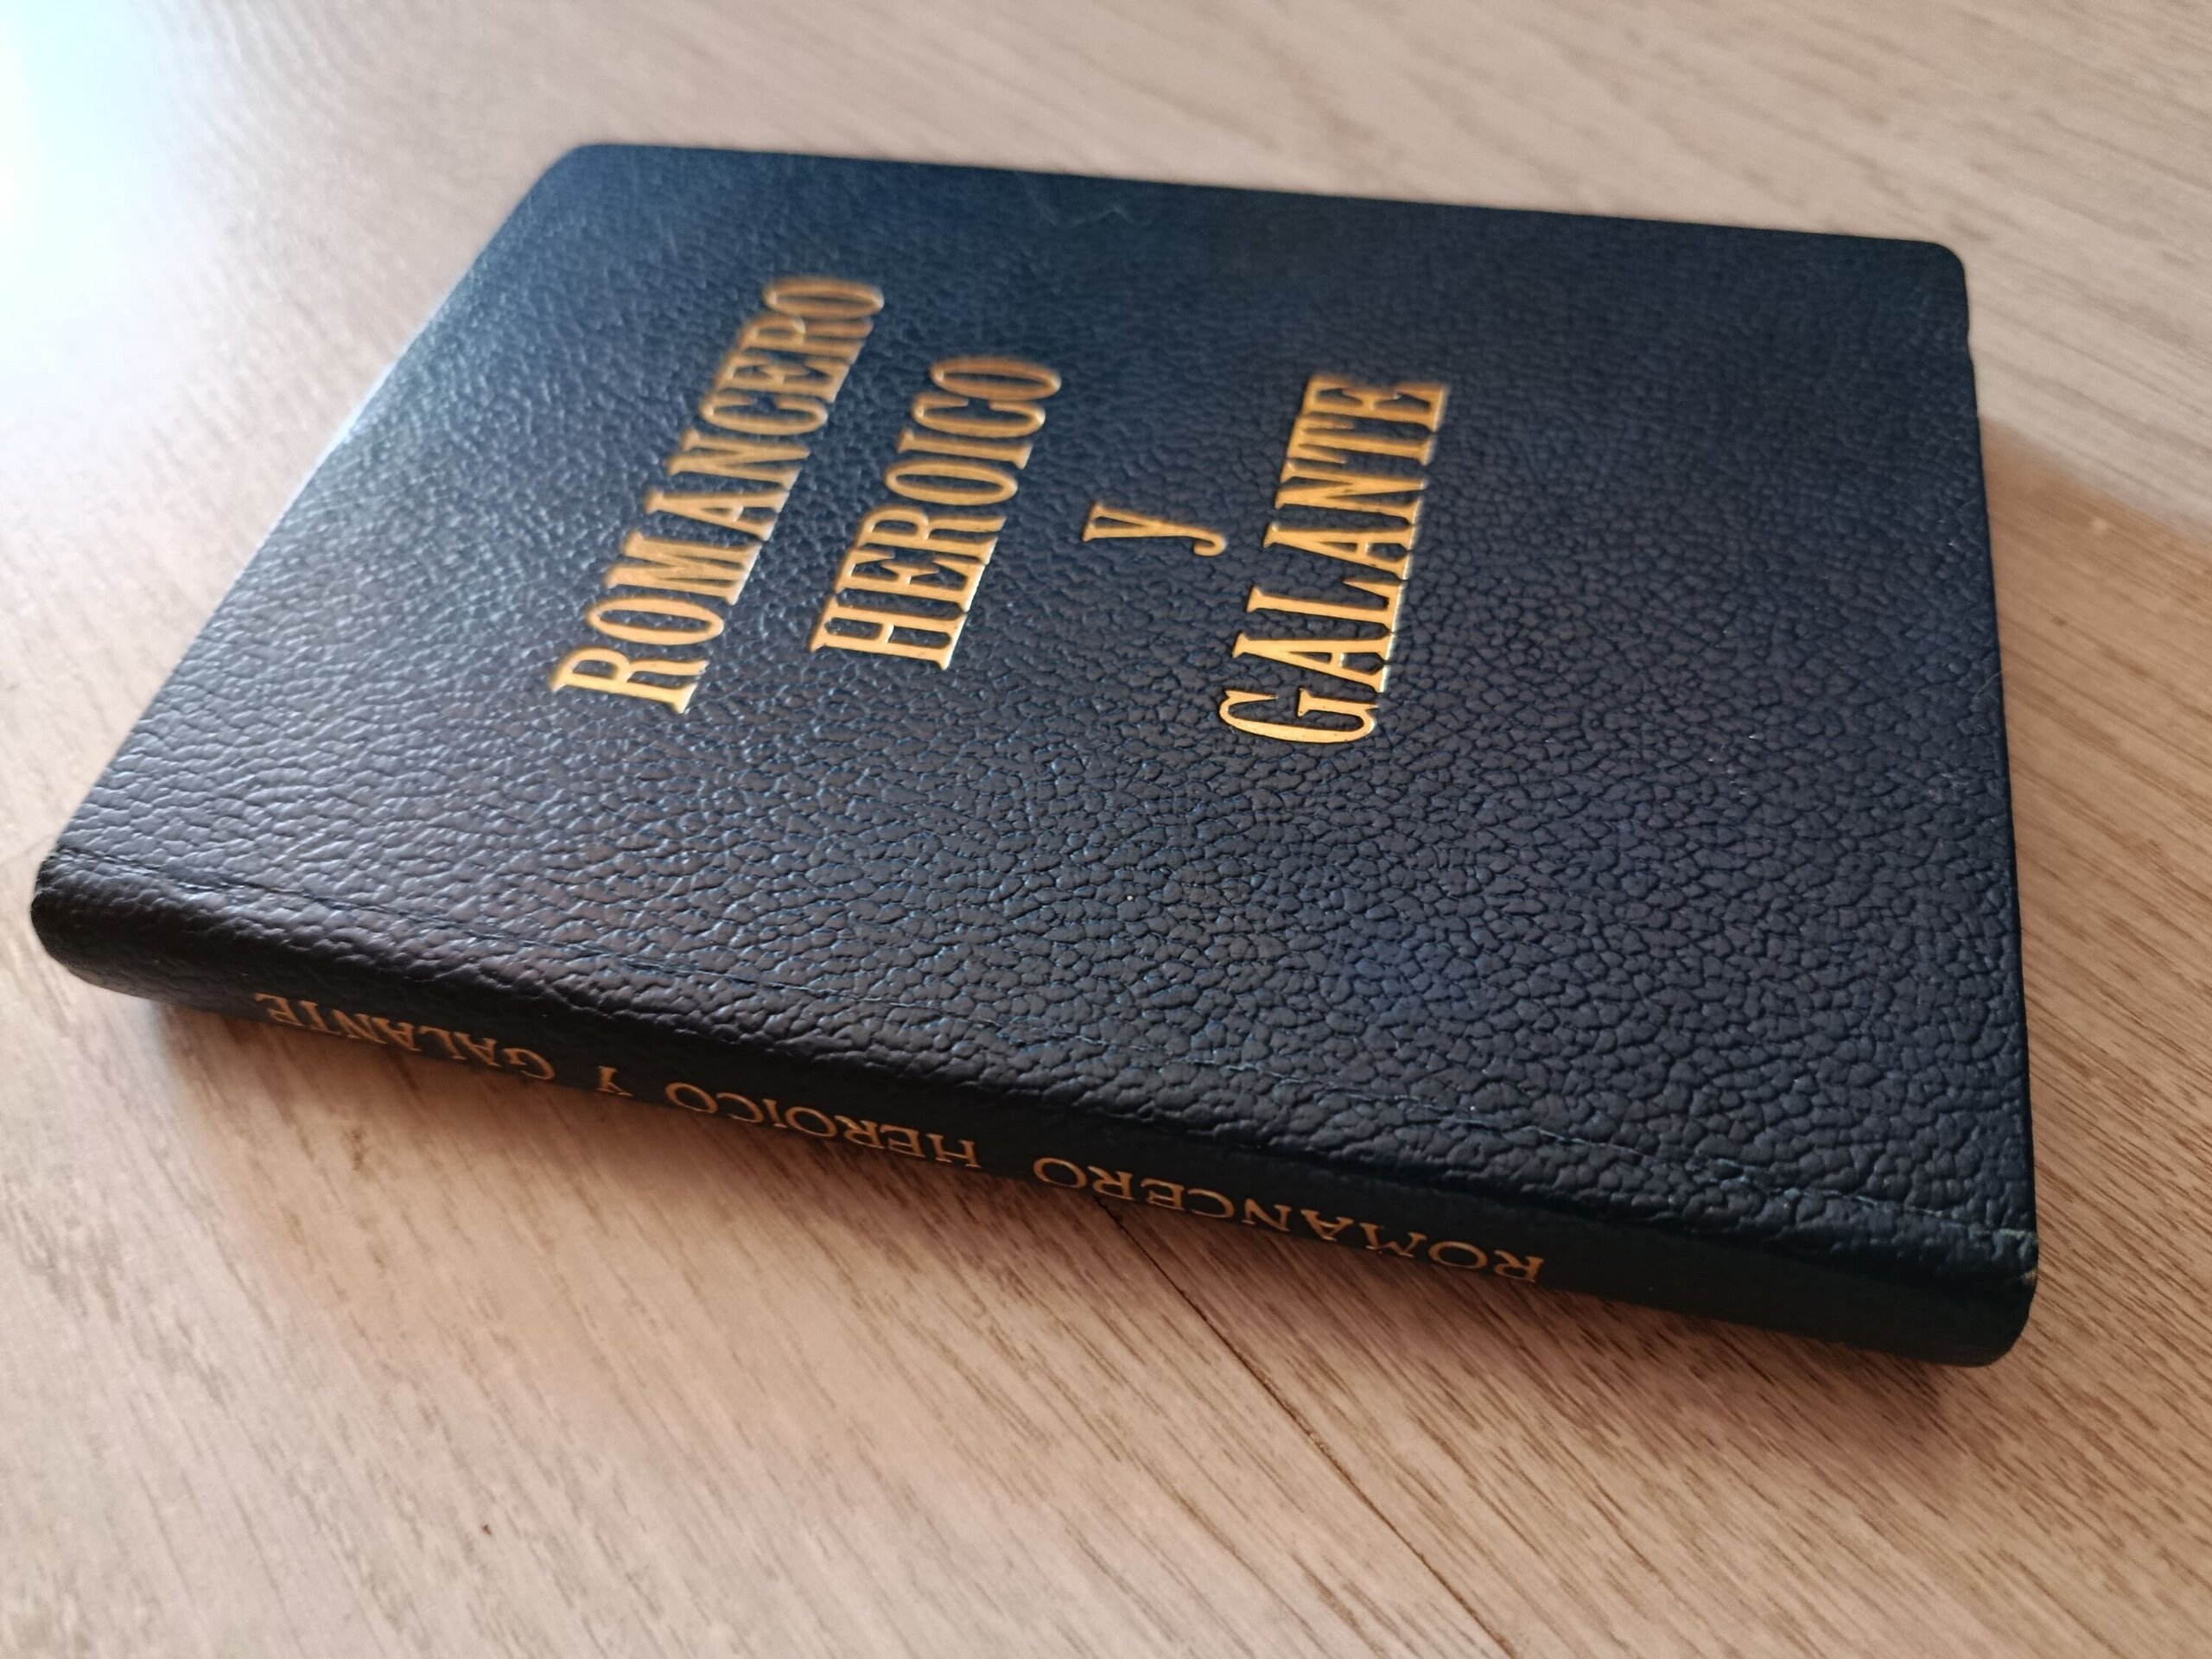 ROMANCERO
HEROICO
y
GALANTE
ROMANCERO HEROICO Y GALANTE